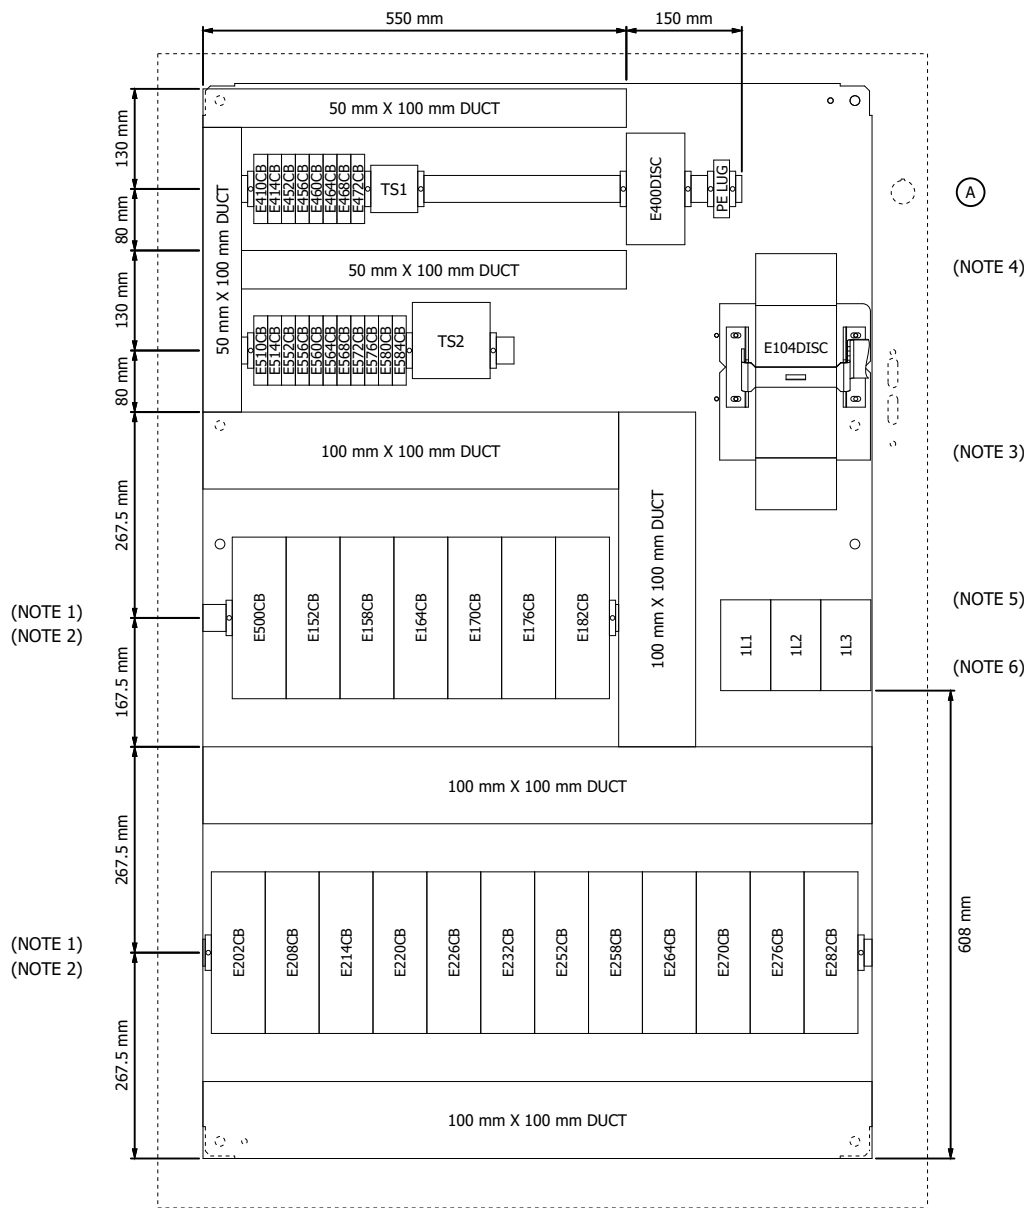 550 mm
150 mm
50 mm X 100 mm DUCT
130 mm
80 mm
130 mm
80 mm
267.5 mm
167.5 mm
267.5 mm
267.5 mm
50 mm X 100 mm DUCT
E410CB
E414CB
E452CB
E456CB
E460CB
E464CB
E468CB
E472CB
TS1
E400DISC
PE LUG
A
50 mm X 100 mm DUCT
(NOTE 4)
E510CB
E514CB
E552CB
E556CB
E560CB
E564CB
E568CB
E572CB
E576CB
E580CB
E584CB
TS2
E104DISC
100 mm X 100 mm DUCT
(NOTE 3)
100 mm X 100 mm DUCT
(NOTE 1)
(NOTE 2)
E500CB
E152CB
E158CB
E164CB
E170CB
E176CB
E182CB
1L1
1L2
1L3
(NOTE 5)
(NOTE 6)
100 mm X 100 mm DUCT
608 mm
(NOTE 1)
(NOTE 2)
E202CB
E208CB
E214CB
E220CB
E226CB
E232CB
E252CB
E258CB
E264CB
E270CB
E276CB
E282CB
100 mm X 100 mm DUCT